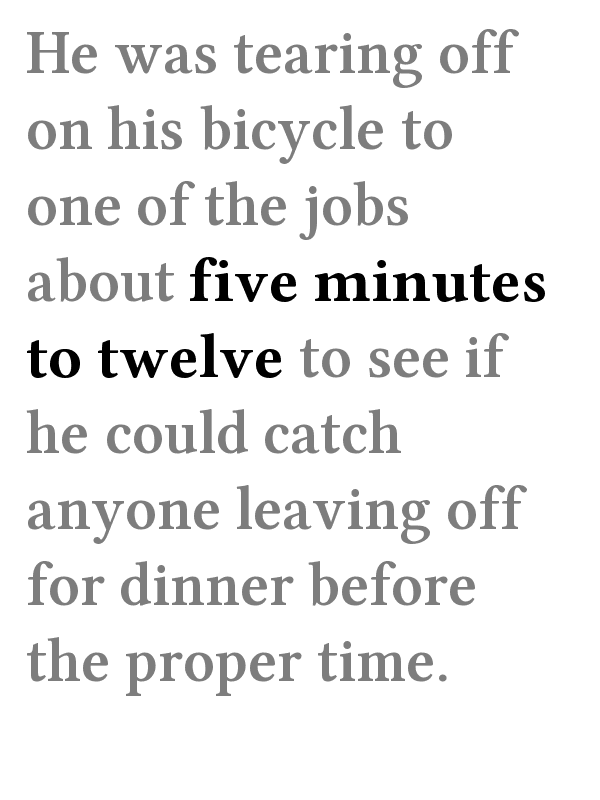 He was tearing off
on his bicycle to
one of the jobs
about five minutes
to twelve to see if
he could catch
anyone leaving off
for dinner before
the proper time.